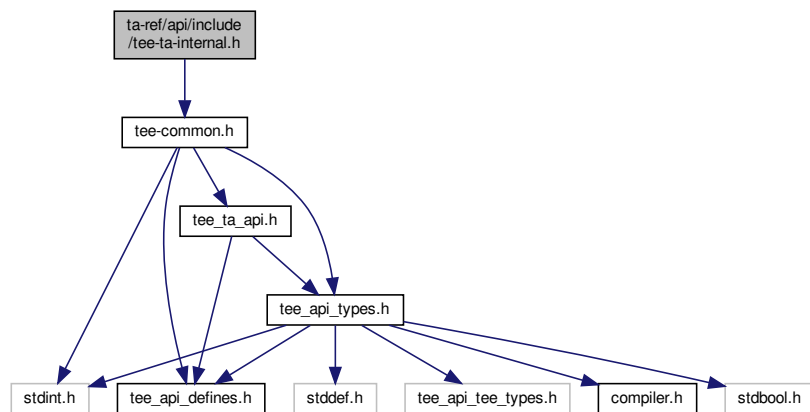 ta-ref/api/include
/tee-ta-internal.h
tee-common.h
tee_ta_api.h
tee_api_types.h
stdint.h
tee_api_defines.h
stddef.h
tee_api_tee_types.h
compiler.h
stdbool.h